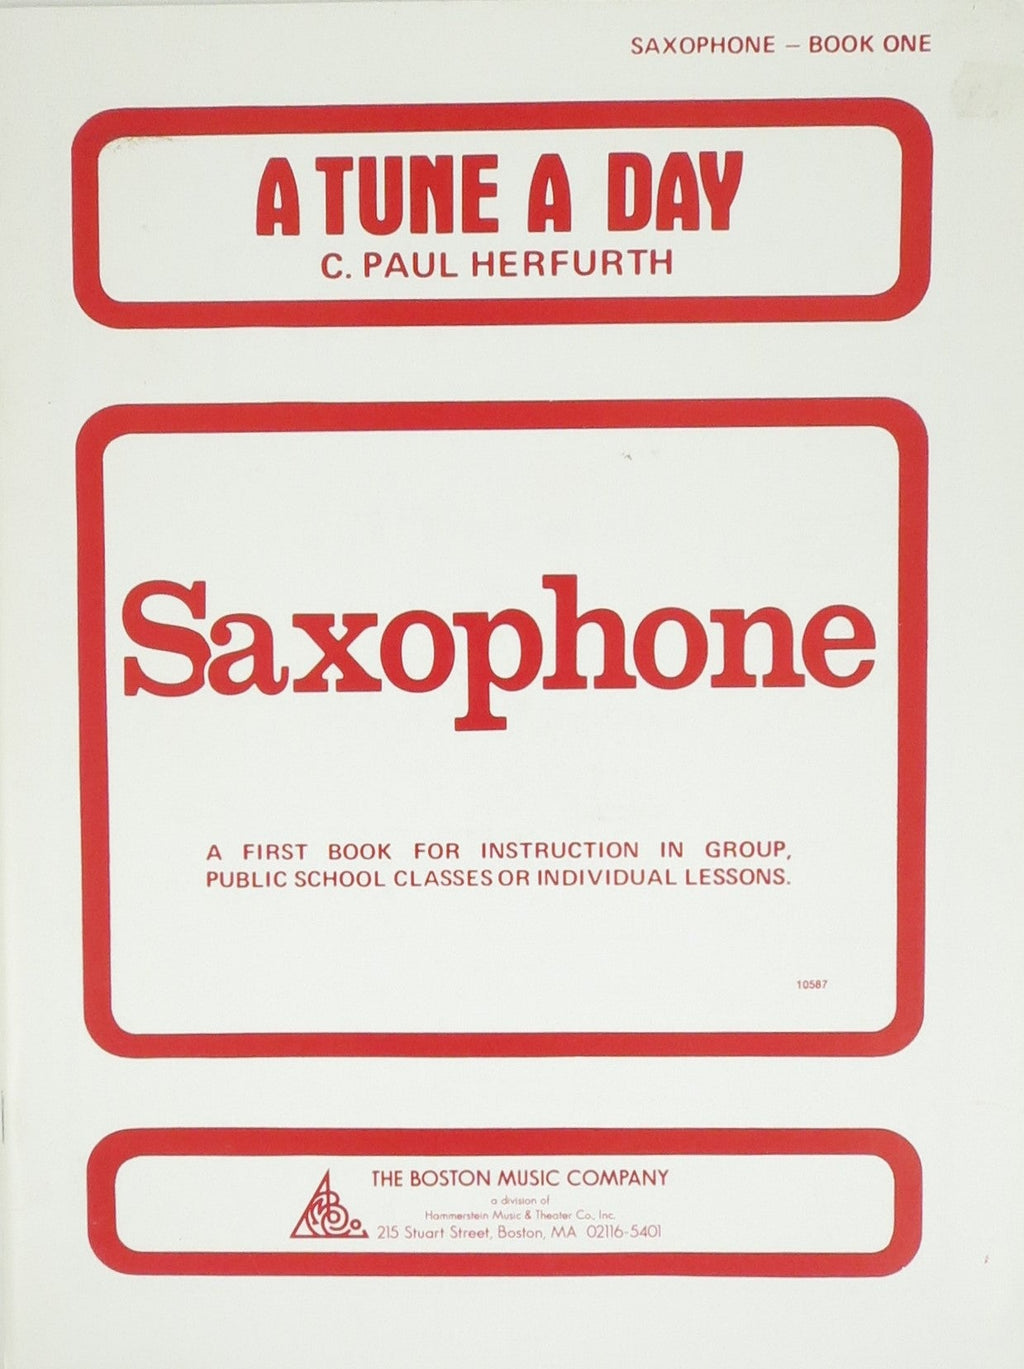 SAXOPHONE – BOOK ONE
A TUNE A DAY
C. PAUL HERFURTH
Saxophone
A FIRST BOOK FOR INSTRUCTION IN GROUP,
PUBLIC SCHOOL CLASSES OR INDIVIDUAL LESSONS.
10587
THE BOSTON MUSIC COMPANY
a division of
Hammerstein Music & Theater Co., Inc.
215 Stuart Street, Boston, MA 02116-5401